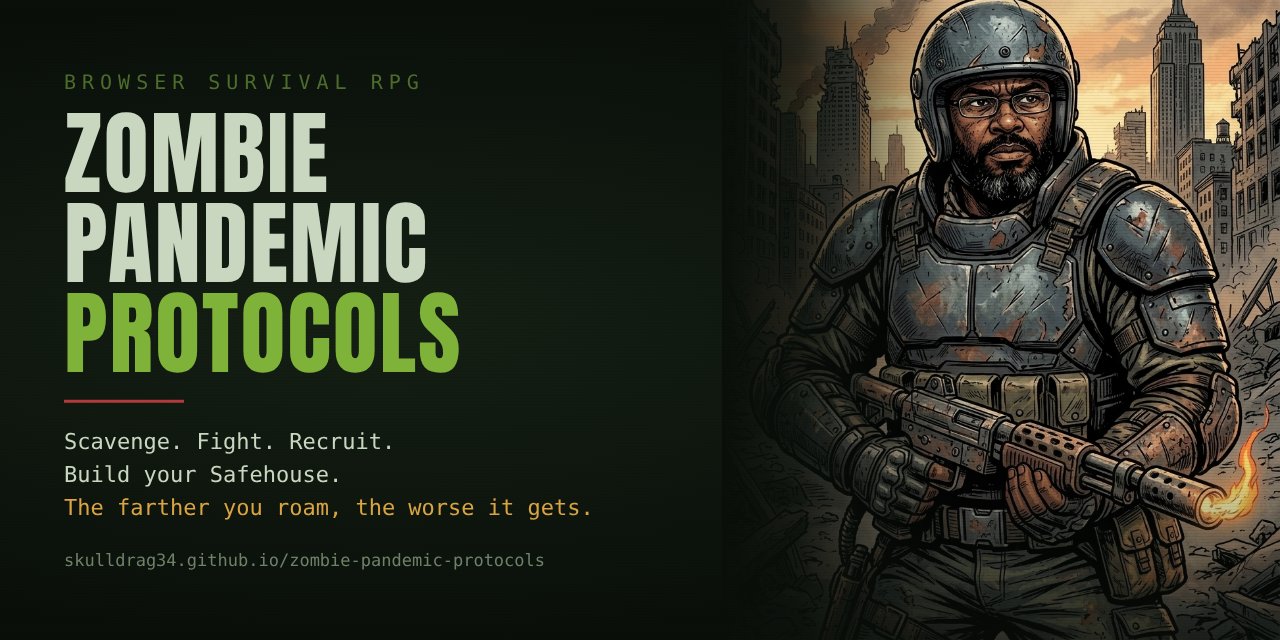 BROWSER SURVIVAL RPG
ZOMBIE
PANDEMIC
PROTOCOLS
Scavenge. Fight. Recruit.
Build your Safehouse.
The farther you roam, the worse it gets.
skulldrag34.github.io/zombie-pandemic-protocols